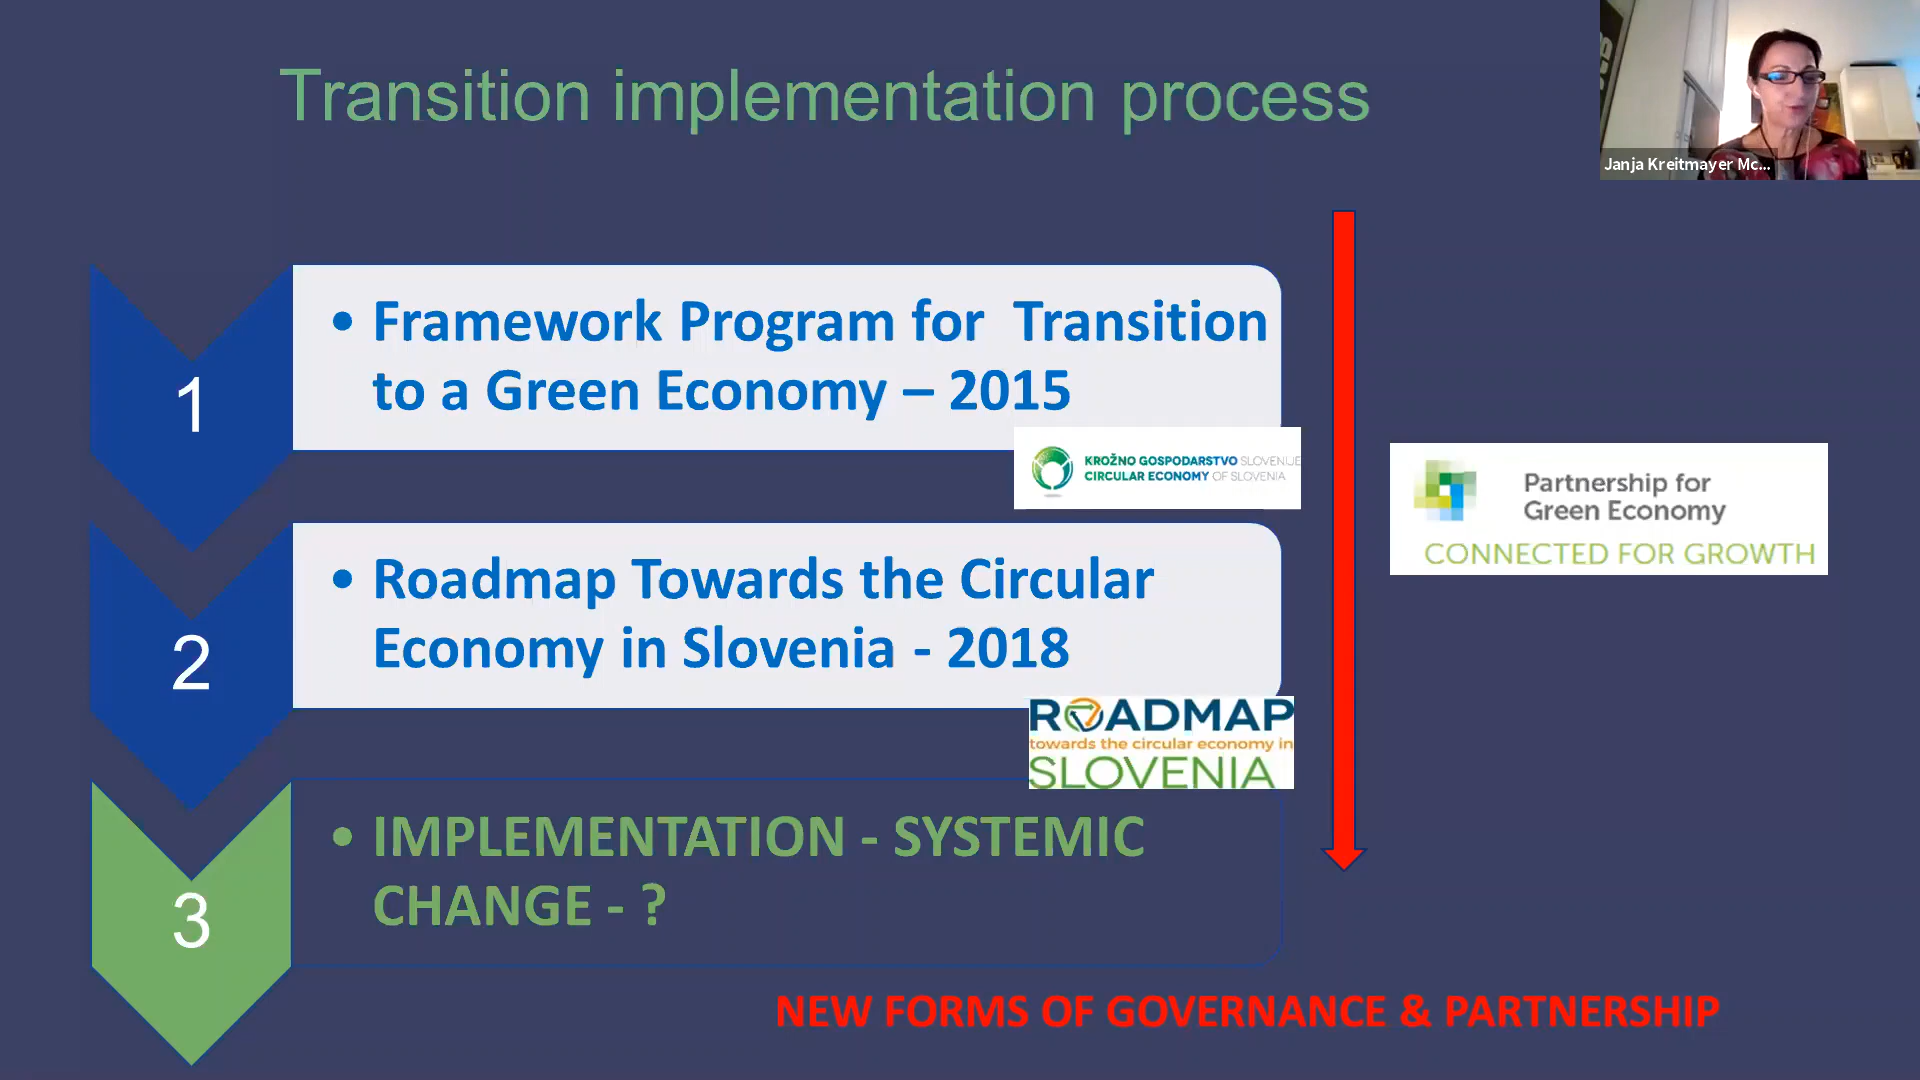 Transition implementation process
Janja Kreitmayer Mc...
1
• Framework Program for Transition
to a Green Economy – 2015
KROŽNO GOSPODARSTVO SLOVENIJE
CIRCULAR ECONOMY OF SLOVENIA
Partnership for
Green Economy
CONNECTED FOR GROWTH
2
• Roadmap Towards the Circular
Economy in Slovenia - 2018
ROADMAP
towards the circular economy in
SLOVENIA
3
• IMPLEMENTATION - SYSTEMIC
CHANGE - ?
NEW FORMS OF GOVERNANCE & PARTNERSHIP